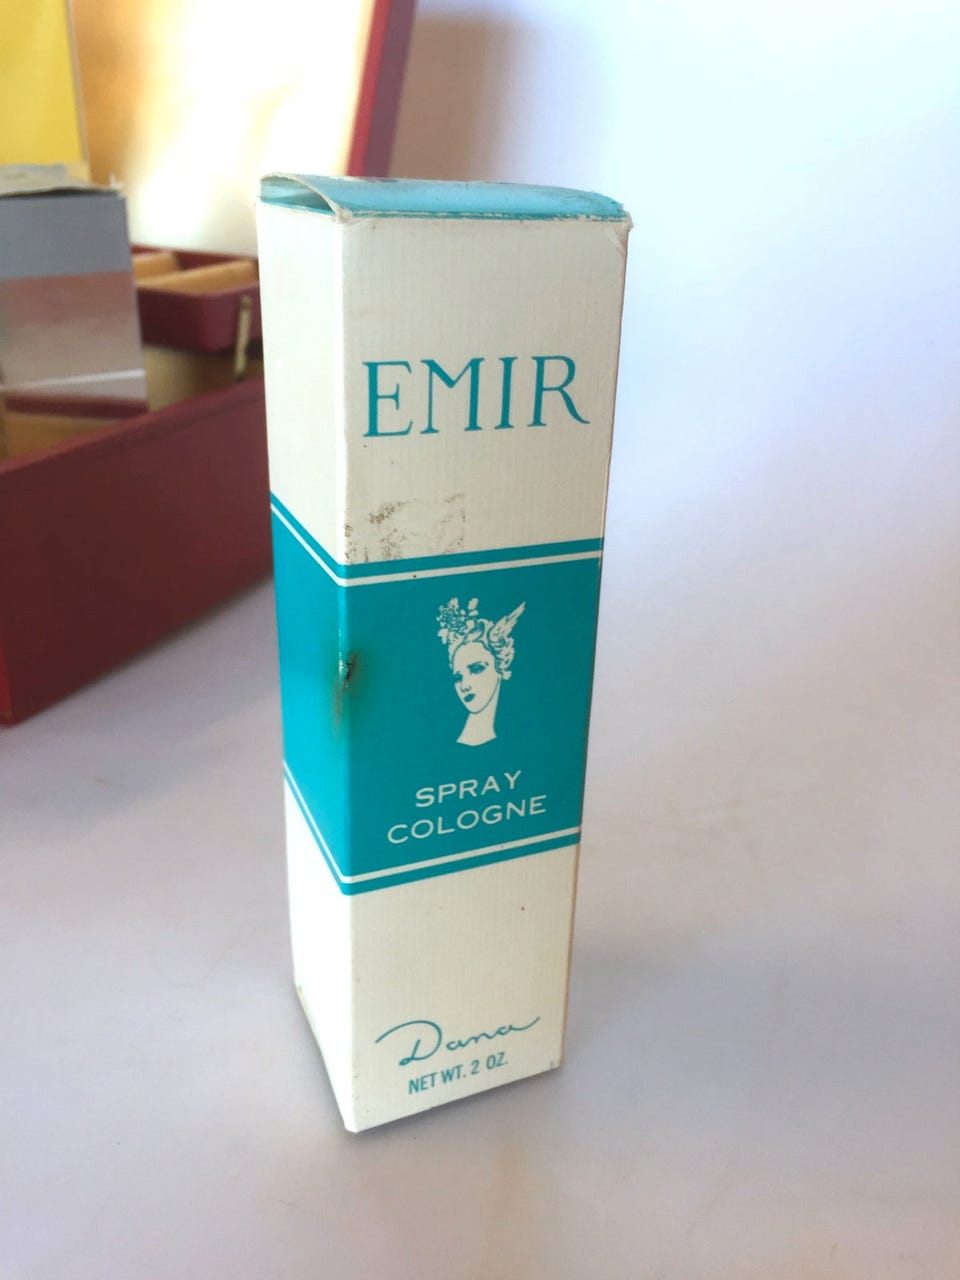 EMIR
SPRAY
COLOGNE
Dana
NET WT. 2 OZ.